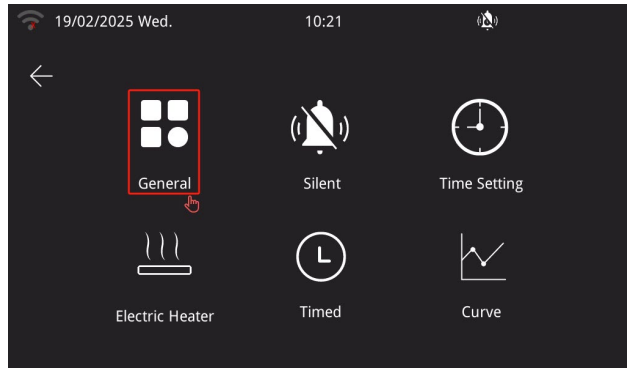 19/02/2025 Wed. 10:21
General Silent Time Setting
Electric Heater Timed Curve